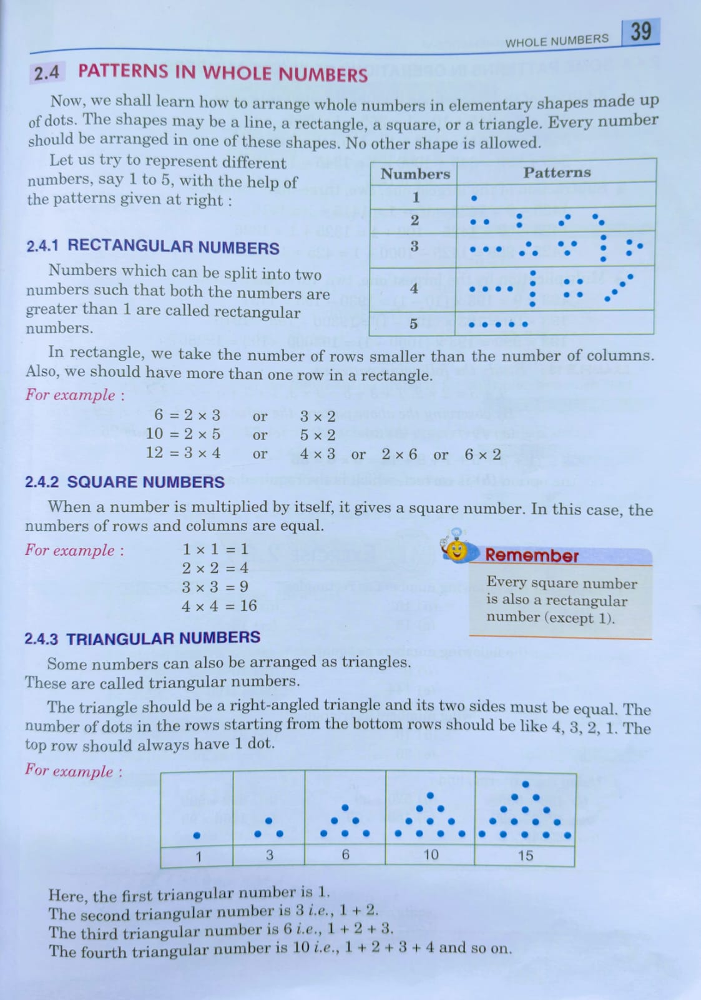 WHOLE NUMBERS 39
2.4 PATTERNS IN WHOLE NUMBERS
Now, we shall learn how to arrange whole numbers in elementary shapes made up
of dots. The shapes may be a line, a rectangle, a square, or a triangle. Every number
should be arranged in one of these shapes. No other shape is allowed.
Let us try to represent different
numbers, say 1 to 5, with the help of
the patterns given at right :
Numbers Patterns
1
2
3
4
5
2.4.1 RECTANGULAR NUMBERS
Numbers which can be split into two
numbers such that both the numbers are
greater than 1 are called rectangular
numbers.
In rectangle, we take the number of rows smaller than the number of columns.
Also, we should have more than one row in a rectangle.
For example :
6 = 2 × 3 or 3 × 2
10 = 2 × 5 or 5 × 2
12 = 3 × 4 or 4 × 3 or 2 × 6 or 6 × 2
2.4.2 SQUARE NUMBERS
When a number is multiplied by itself, it gives a square number. In this case, the
numbers of rows and columns are equal.
For example : 1 × 1 = 1
2 × 2 = 4
3 × 3 = 9
4 × 4 = 16
Remember
Every square number
is also a rectangular
number (except 1).
2.4.3 TRIANGULAR NUMBERS
Some numbers can also be arranged as triangles.
These are called triangular numbers.
The triangle should be a right-angled triangle and its two sides must be equal. The
number of dots in the rows starting from the bottom rows should be like 4, 3, 2, 1. The
top row should always have 1 dot.
For example :
1 3 6 10 15
Here, the first triangular number is 1.
The second triangular number is 3 i.e., 1 + 2.
The third triangular number is 6 i.e., 1 + 2 + 3.
The fourth triangular number is 10 i.e., 1 + 2 + 3 + 4 and so on.